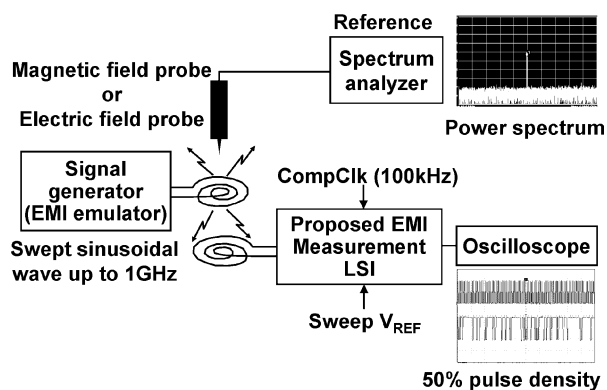 Reference
Spectrum
analyzer
Magnetic field probe
or
Electric field probe
Power spectrum
Signal
generator
(EMI emulator)
CompClk (100kHz)
Proposed EMI
Measurement
LSI
Oscilloscope
Swept sinusoidal
wave up to 1GHz
Sweep VREF
50% pulse density